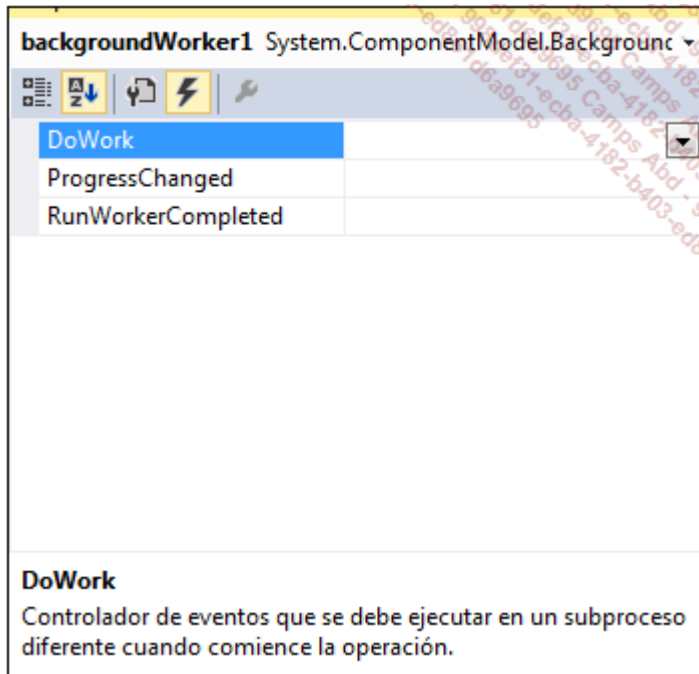 backgroundWorker1 System.ComponentModel.Backgrounc
DoWork
ProgressChanged
RunWorkerCompleted
DoWork
Controlador de eventos que se debe ejecutar en un subproceso
diferente cuando comience la operación.